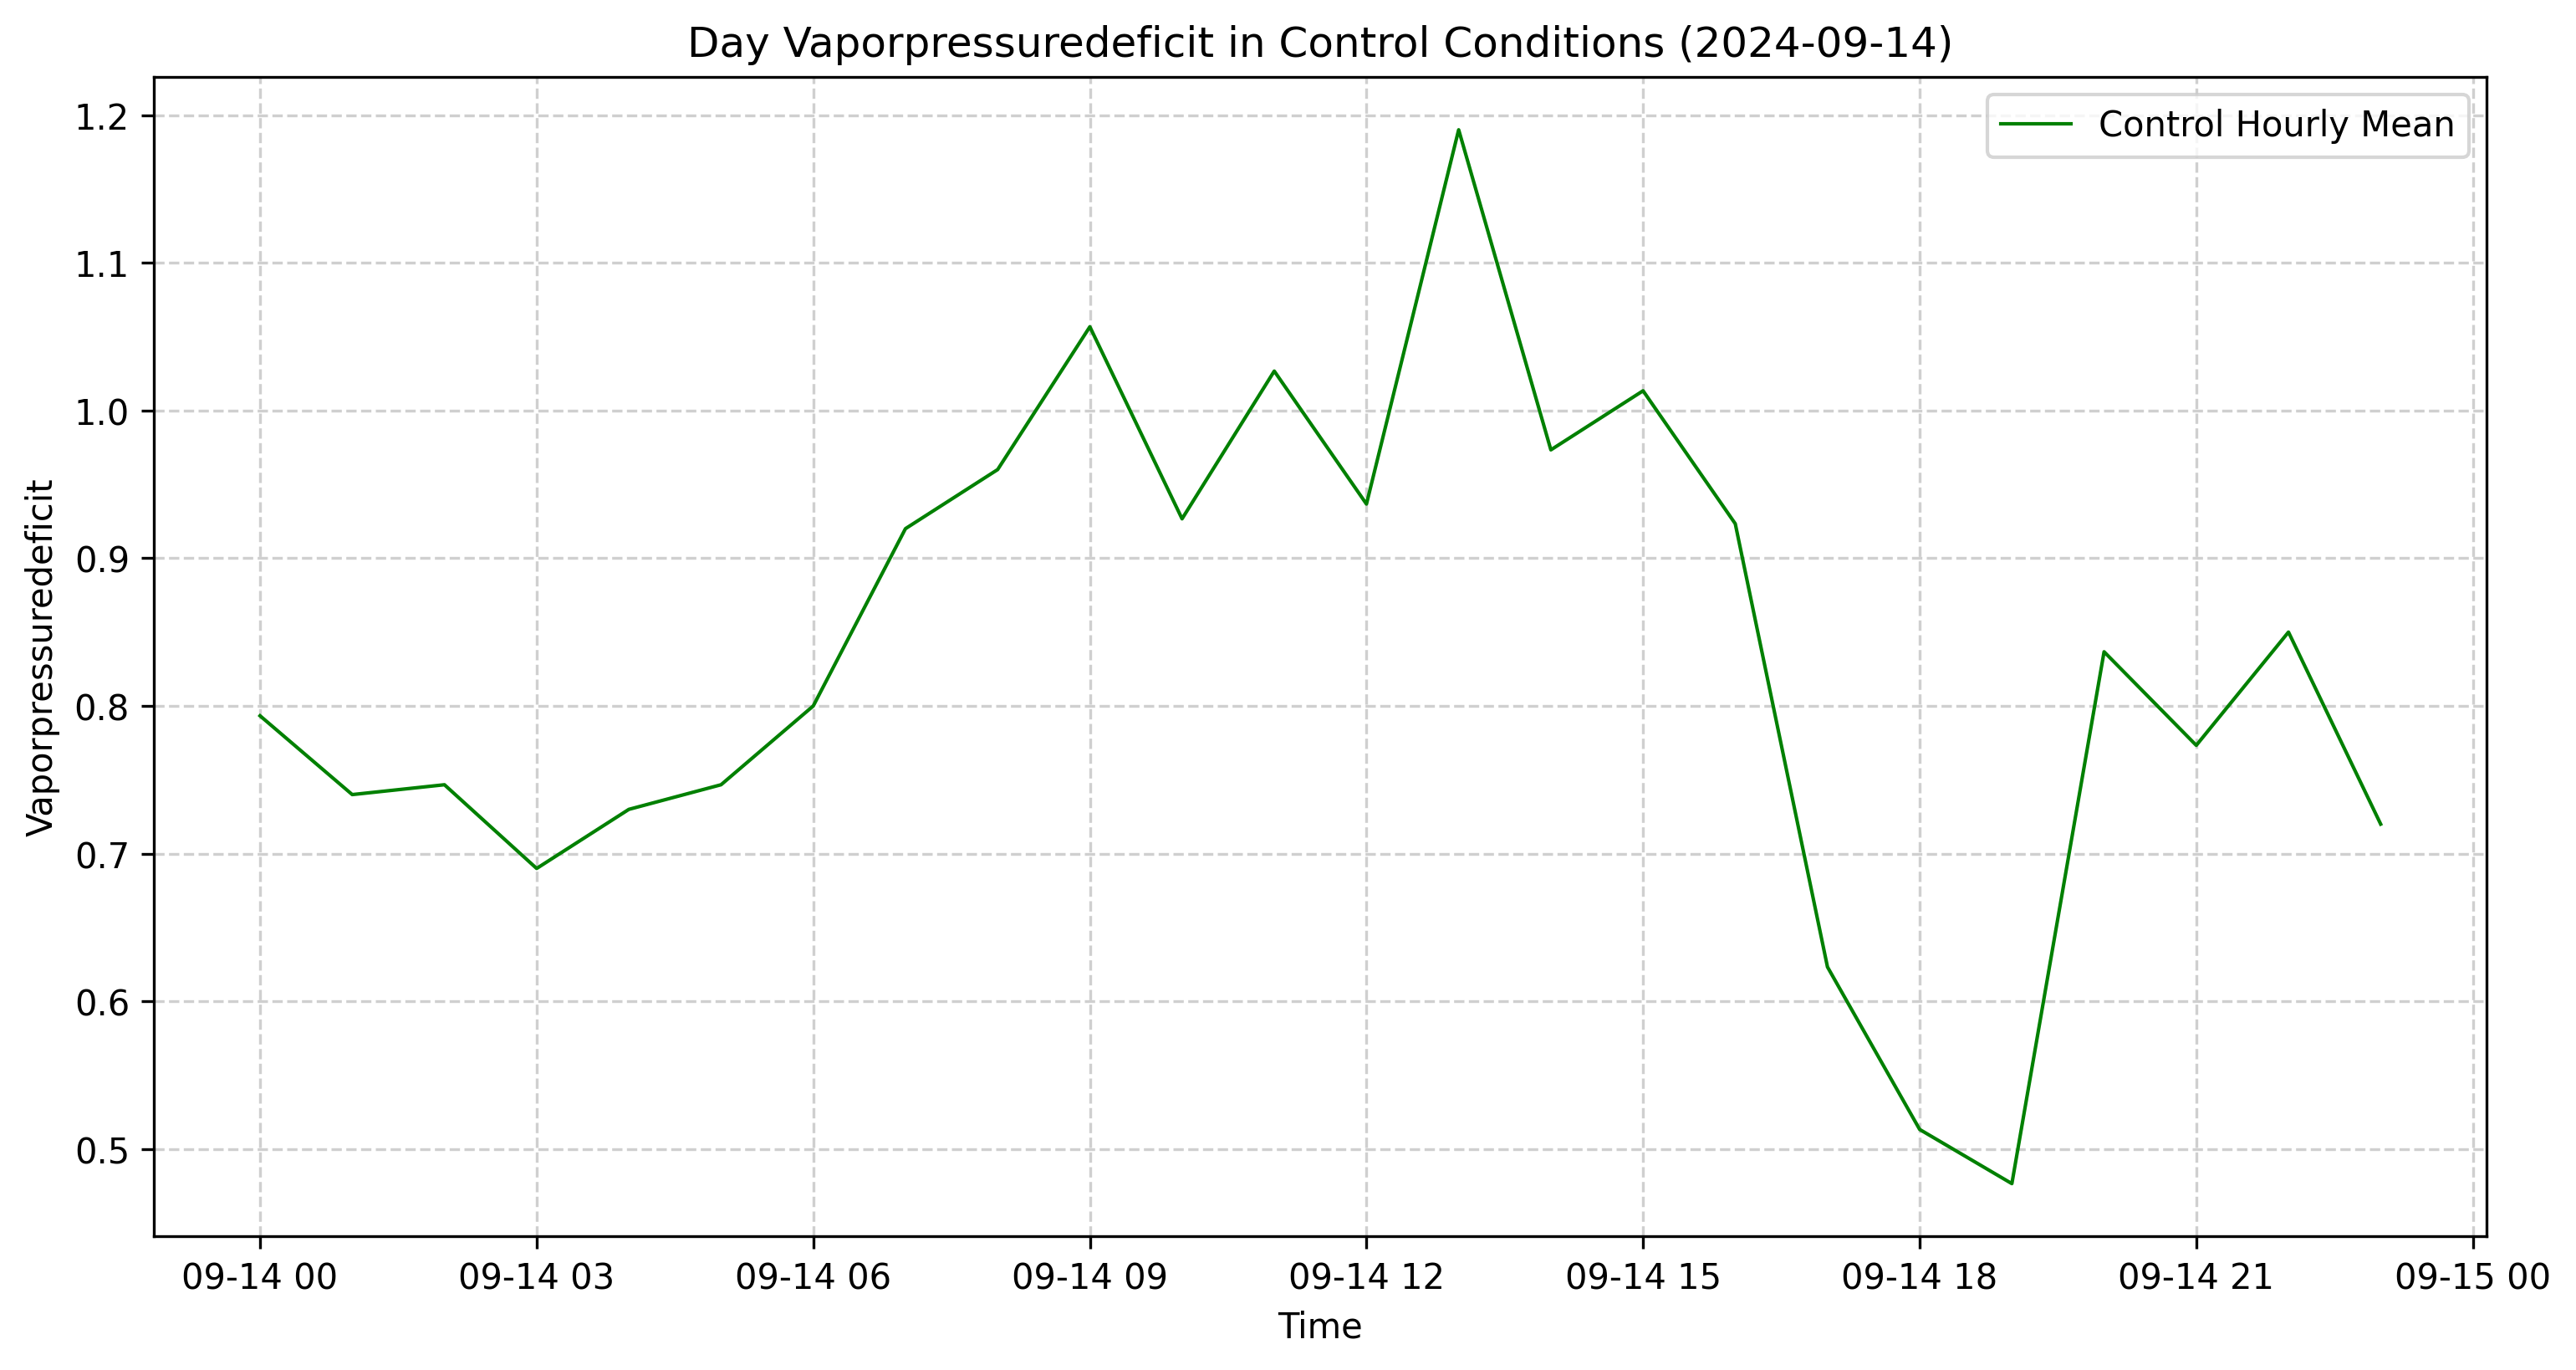 Day Vaporpressuredeficit in Control Conditions (2024-09-14)
Control Hourly Mean
1.2
1.1
1.0
0.9
0.8
0.7
0.6
0.5
Vaporpressuredeficit
09-14 00 09-14 03 09-14 06 09-14 09 09-14 12 09-14 15 09-14 18 09-14 21 09-15 00
Time